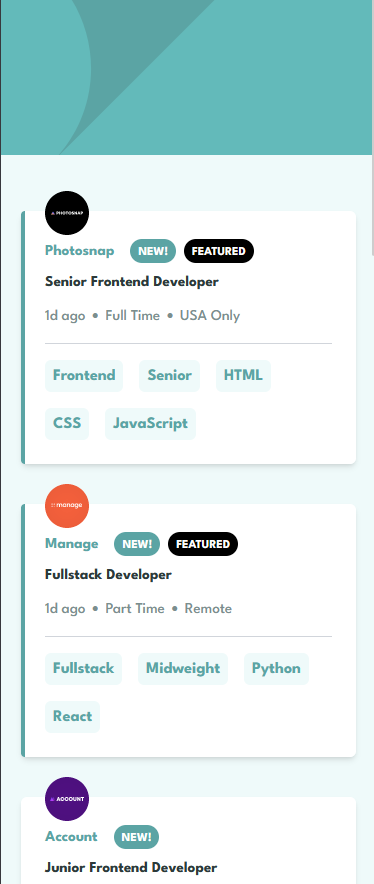 PHOTOSNAP
Photosnap NEW! FEATURED
Senior Frontend Developer
1d ago • Full Time • USA Only
Frontend Senior HTML
CSS JavaScript
manage
Manage NEW! FEATURED
Fullstack Developer
1d ago • Part Time • Remote
Fullstack Midweight Python
React
ACCOUNT
Account NEW!
Junior Frontend Developer